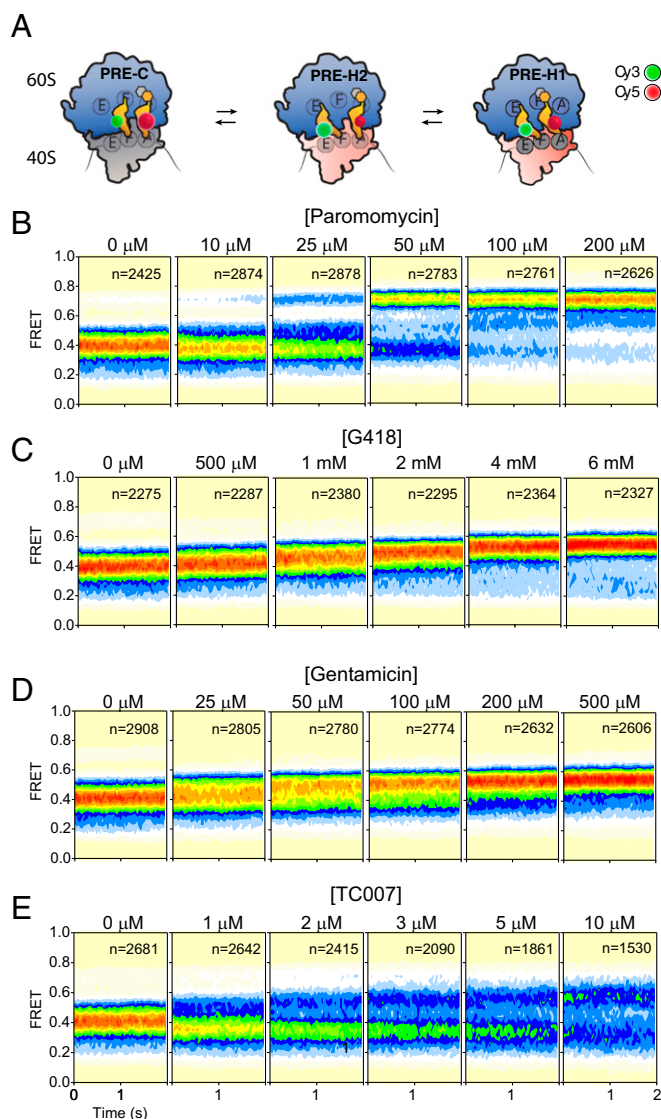 A
60S
40S
PRE-C
PRE-H2
PRE-H1
Cy3
Cy5
E
A
E
E
F
E
E
F
A
E
A
B
[Paromomycin]
0 μM 10 μM 25 μM 50 μM 100 μM 200 μM
n=2425 n=2874 n=2878 n=2783 n=2761 n=2626
FRET
1.0
0.8
0.6
0.4
0.2
0.0
1 1 1 1 1 1
C
[G418]
0 μM 500 μM 1 mM 2 mM 4 mM 6 mM
n=2275 n=2287 n=2380 n=2295 n=2364 n=2327
FRET
1.0
0.8
0.6
0.4
0.2
0.0
D
[Gentamicin]
0 μM 25 μM 50 μM 100 μM 200 μM 500 μM
n=2908 n=2805 n=2780 n=2774 n=2632 n=2606
FRET
1.0
0.8
0.6
0.4
0.2
0.0
E
[TC007]
0 μM 1 μM 2 μM 3 μM 5 μM 10 μM
n=2681 n=2642 n=2415 n=2090 n=1861 n=1530
FRET
1.0
0.8
0.6
0.4
0.2
0.0
0 1 1 1 1 1 1 2
Time (s)